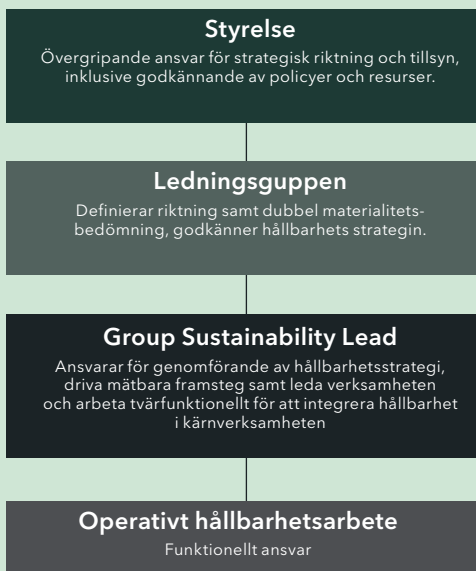 Styrelse
Övergripande ansvar för strategisk riktning och tillsyn,
inklusive godkännande av policyer och resurser.
Ledningsguppen
Definierar riktning samt dubbel materialitets-
bedömning, godkänner hållbarhets strategin.
Group Sustainability Lead
Ansvarar för genomförande av hållbarhetsstrategi,
driva mätbara framsteg samt leda verksamheten
och arbeta tvärfunktionellt för att integrera hållbarhet
i kärnverksamheten
Operativt hållbarhetsarbete
Funktionellt ansvar